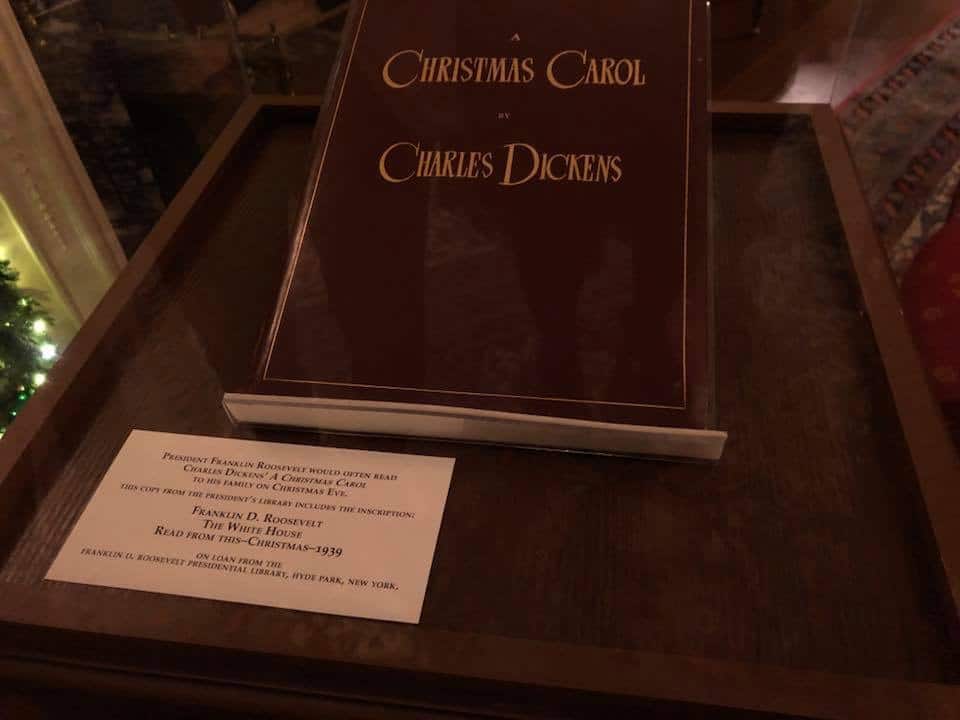 A
CHRISTMAS CAROL
BY
CHARLES DICKENS
PRESIDENT FRANKLIN ROOSEVELT WOULD OFTEN READ
CHARLES DICKENS' A CHRISTMAS CAROL
TO HIS FAMILY ON CHRISTMAS EVE.
THIS COPY FROM THE PRESIDENT'S LIBRARY INCLUDES THE INSCRIPTION:
FRANKLIN D. ROOSEVELT
THE WHITE HOUSE
READ FROM THIS–CHRISTMAS–1939
ON LOAN FROM THE
FRANKLIN D. ROOSEVELT PRESIDENTIAL LIBRARY, HYDE PARK, NEW YORK.